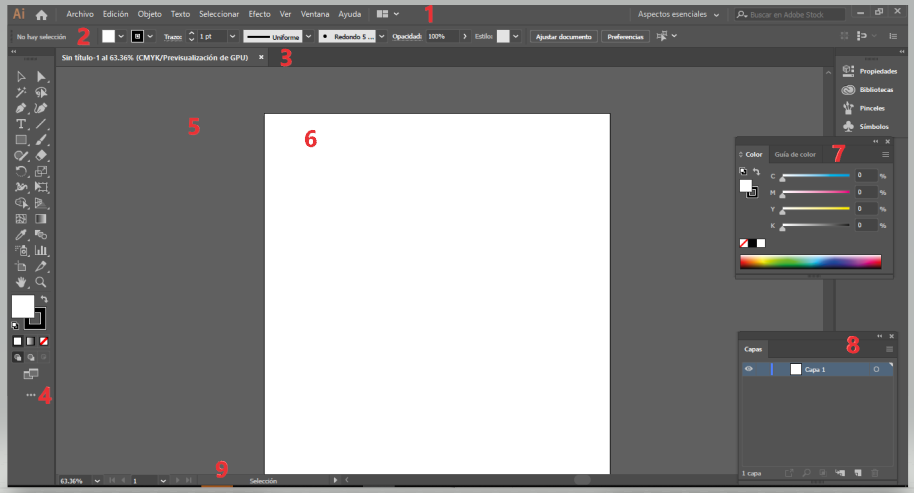 Ai Archivo Edición Objeto Texto Seleccionar Efecto Ver Ventana Ayuda 1 Aspectos esenciales Buscar en Adobe Stock
No hay selección 2 Trazo: 1 pt Uniforme Redondo 5 ... Opacidad: 100% Estilo: Ajustar documento Preferencias
Sin título-1 al 63.36% (CMYK/Previsualización de GPU) × 3
Propiedades
Bibliotecas
Pinceles
Símbolos
5
6
7
Color Guía de color
C 0 %
M 0 %
Y 0 %
K 0 %
8
Capas
Capa 1
4
1 capa
9
63.36% 1 Selección